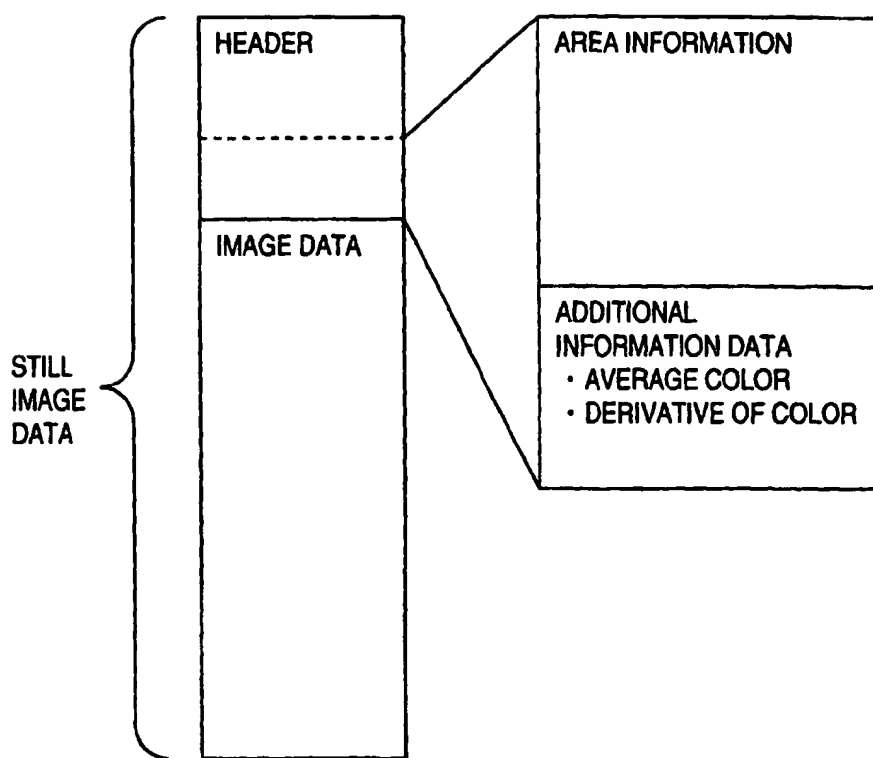 HEADER
IMAGE DATA
STILL
IMAGE
DATA
AREA INFORMATION
ADDITIONAL
INFORMATION DATA
· AVERAGE COLOR
· DERIVATIVE OF COLOR